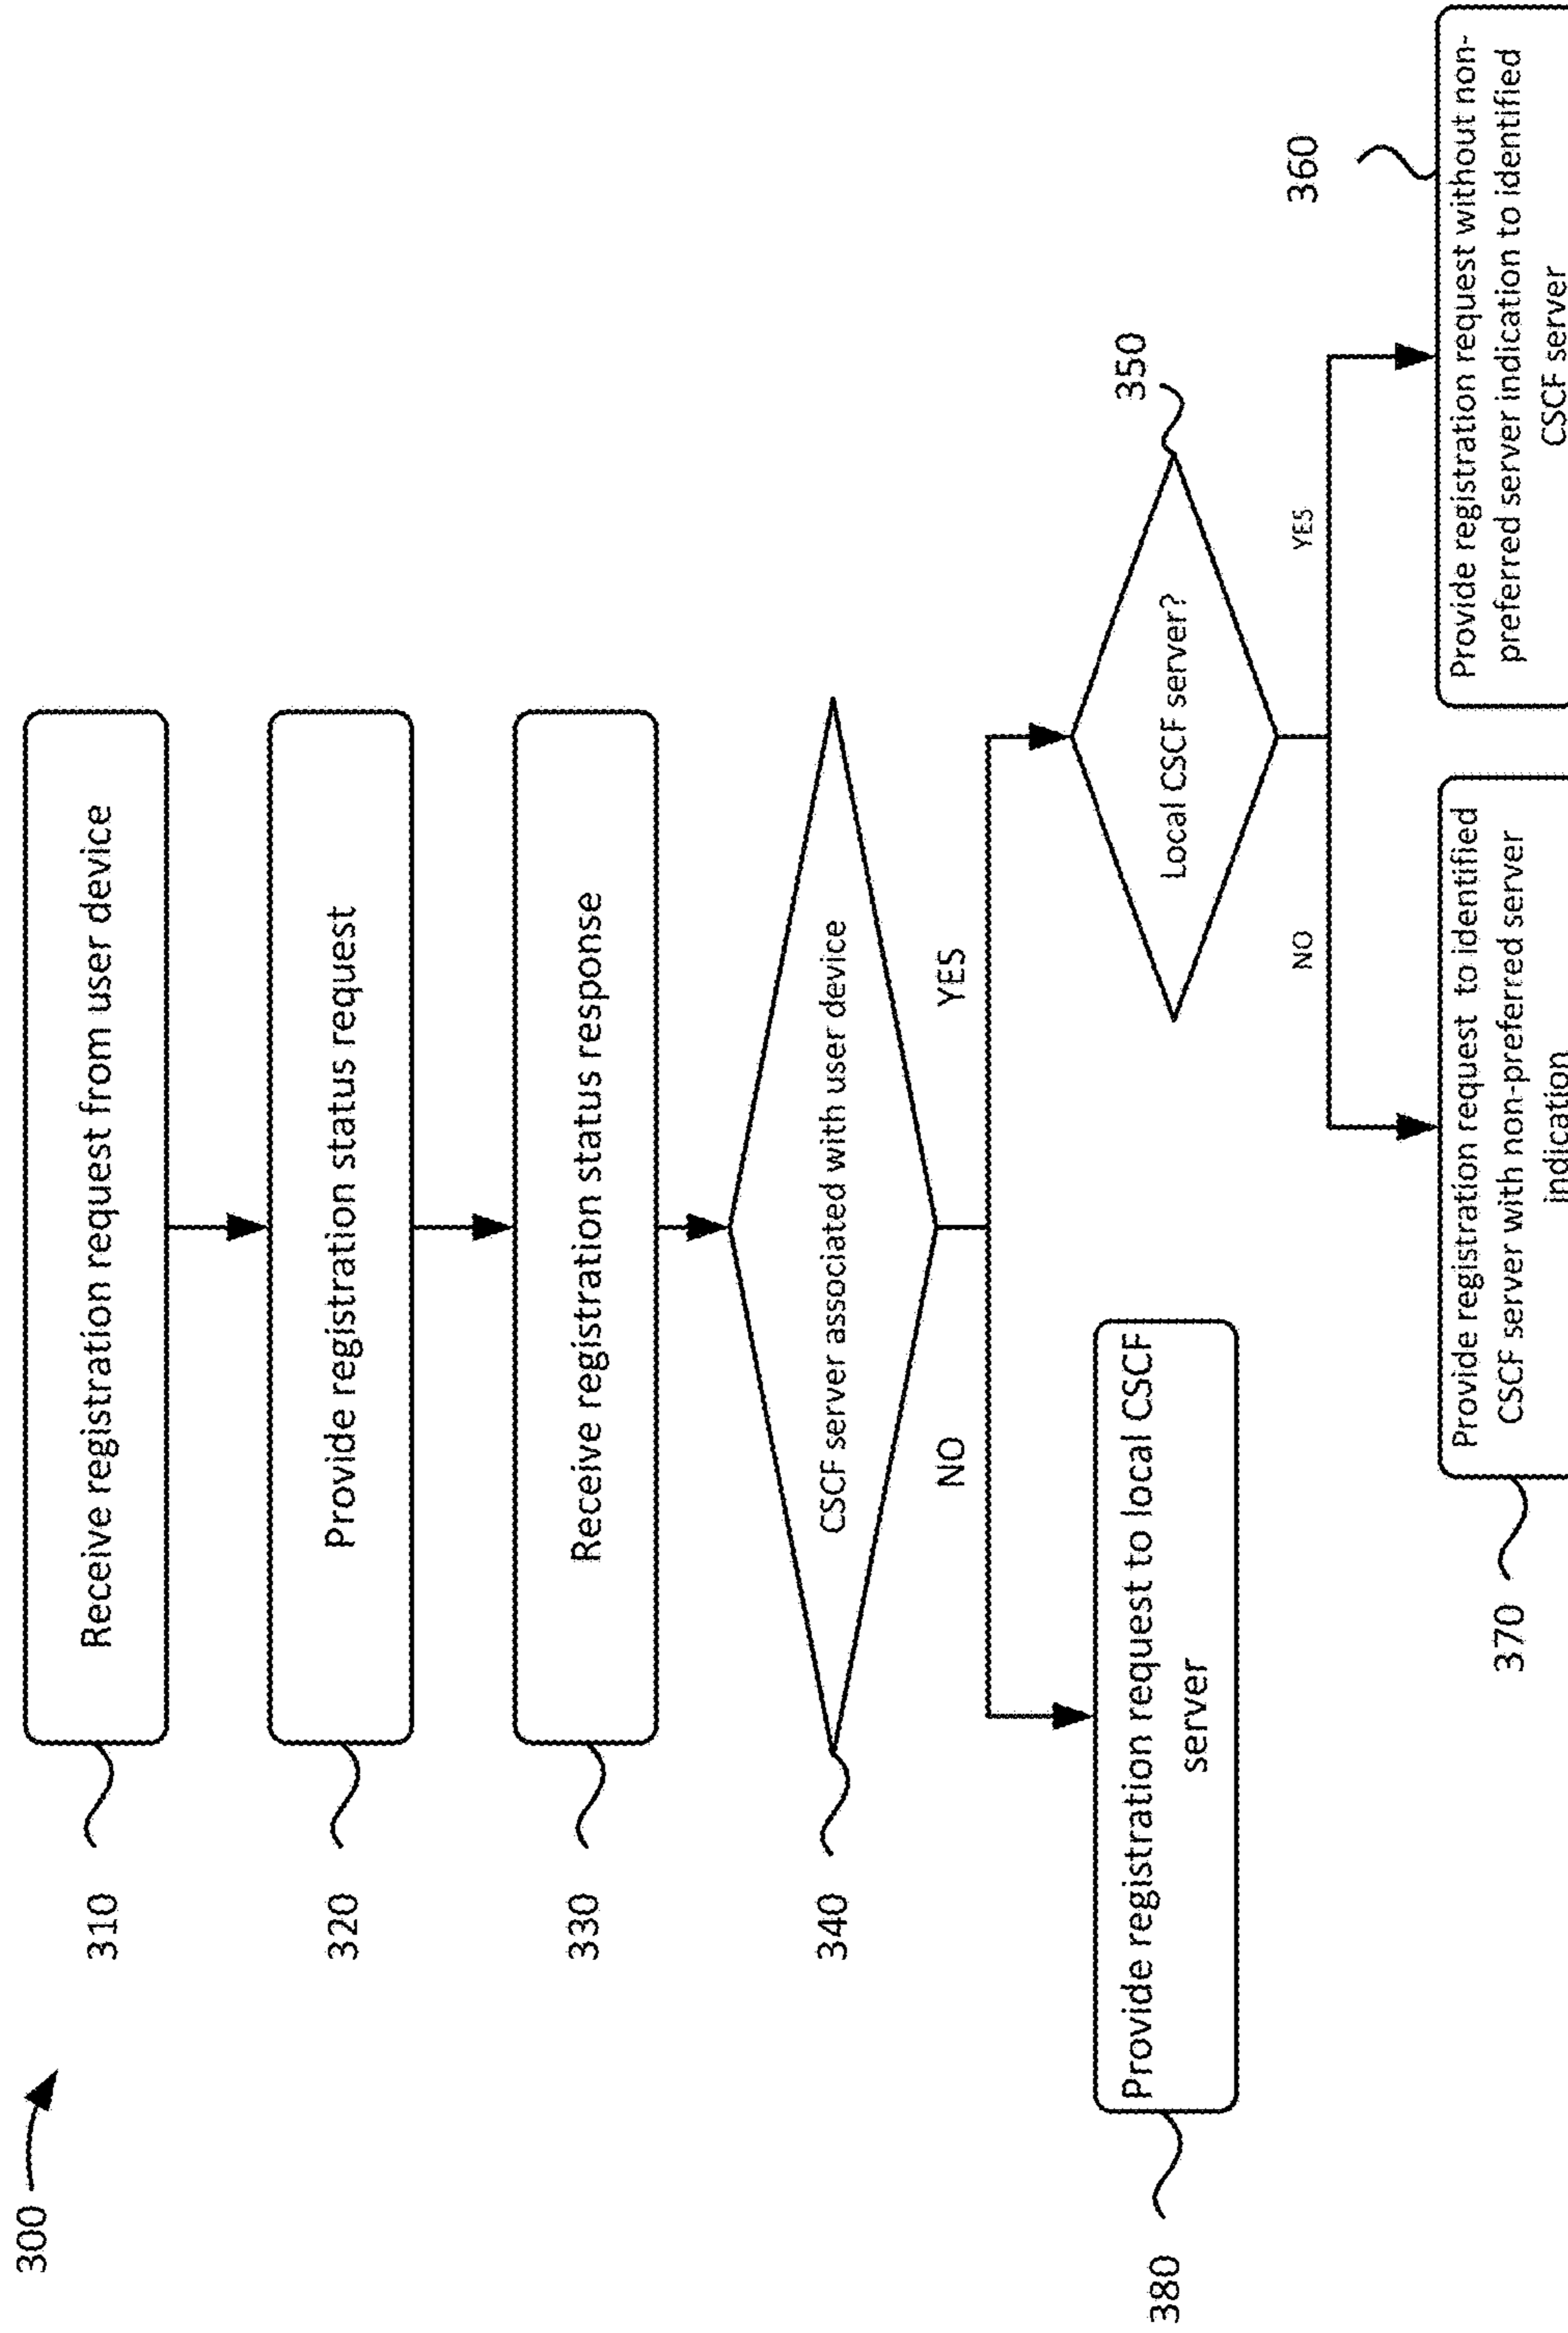 300
310
Receive registration request from user device
320
Provide registration status request
330
Receive registration status response
340
CSCF server associated with user device
NO
YES
380
Provide registration request to local CSCF
server
350
Local CSCF server?
NO
YES
370
Provide registration request to identified
CSCF server with non-preferred server
indication
360
Provide registration request without non-
preferred server indication to identified
CSCF server